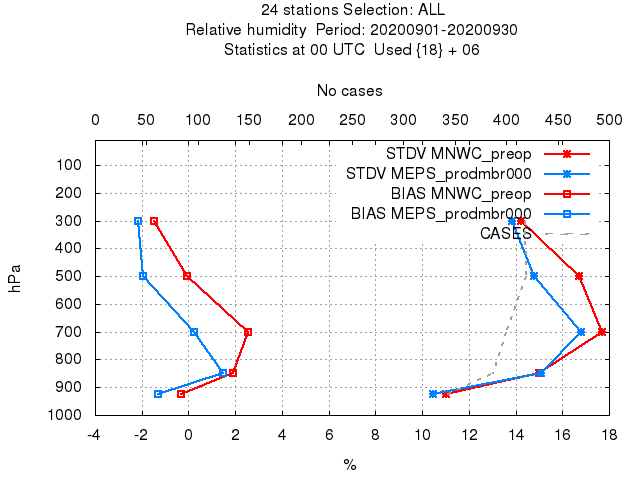 24 stations Selection: ALL
Relative humidity  Period: 20200901-20200930
Statistics at 00 UTC  Used {18} + 06
No cases
0 50 100 150 200 250 300 350 400 450 500
STDV MNWC_preop
STDV MEPS_prodmbr000
BIAS MNWC_preop
BIAS MEPS_prodmbr000
CASES
hPa
100
200
300
400
500
600
700
800
900
1000
-4 -2 0 2 4 6 8 10 12 14 16 18
%